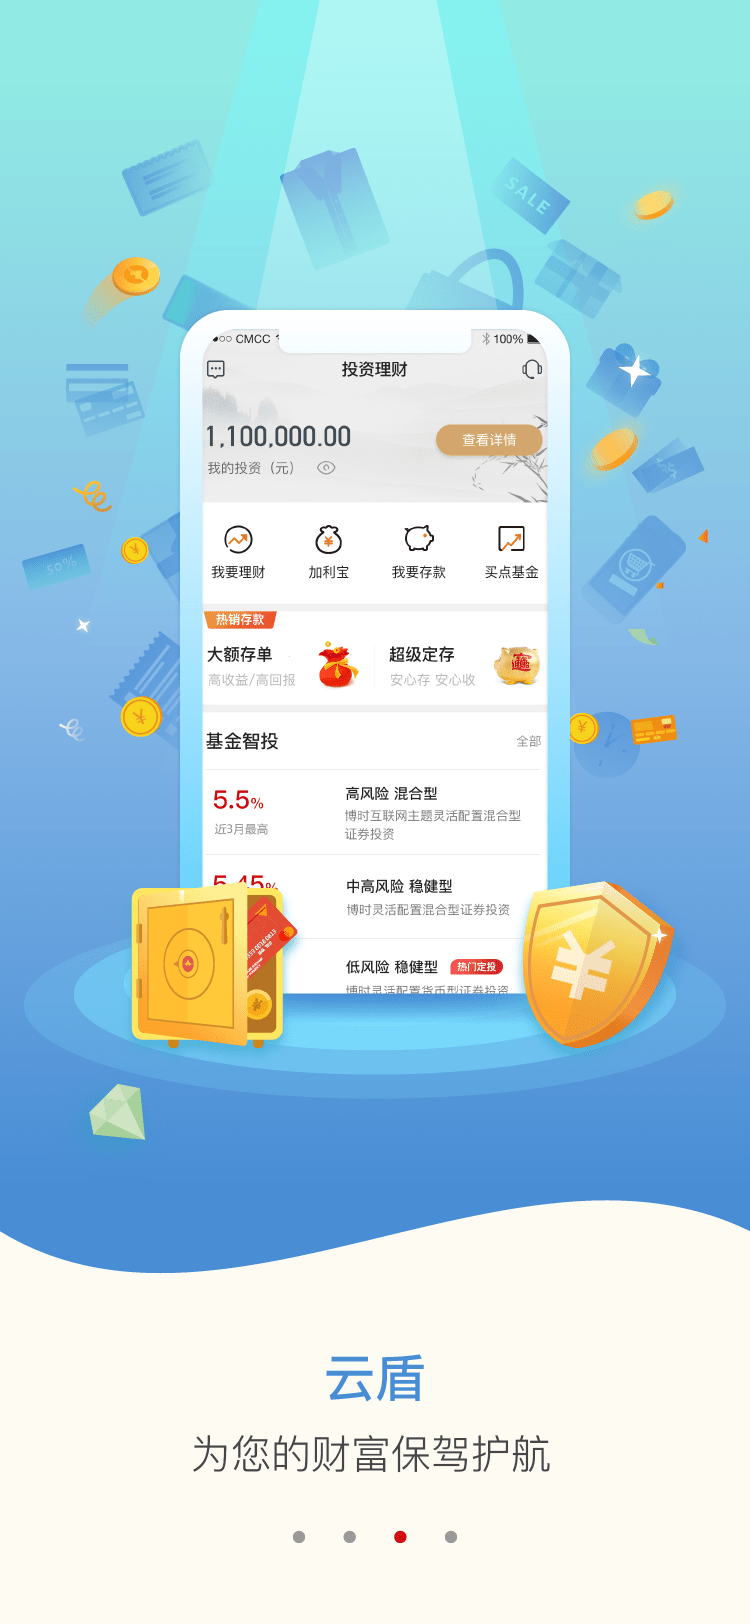 SALE
CMCC
100%
投资理财
1,100,000.00
查看详情
我的投资（元）
我要理财
加利宝
我要存款
买点基金
50%
热销存款
大额存单
超级定存
高收益/高回报
安心存 安心收
基金智投
全部
5.5%
高风险 混合型
近3月最高
博时互联网主题灵活配置混合型
证券投资
5.45%
中高风险 稳健型
博时灵活配置混合型证券投资
低风险 稳健型
热门定投
博时灵活配置货币型证券投资
云盾
为您的财富保驾护航